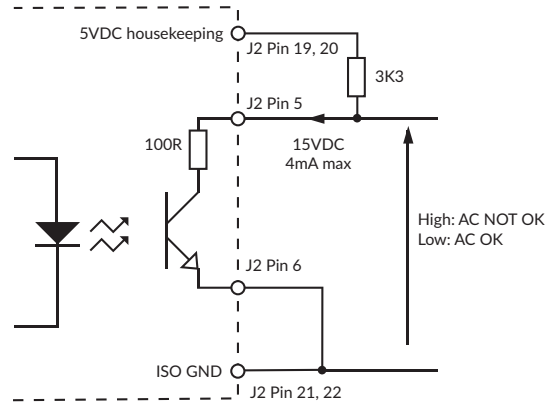 5VDC housekeeping
J2 Pin 19, 20
3K3
J2 Pin 5
100R
15VDC
4mA max
High: AC NOT OK
Low: AC OK
J2 Pin 6
ISO GND
J2 Pin 21, 22